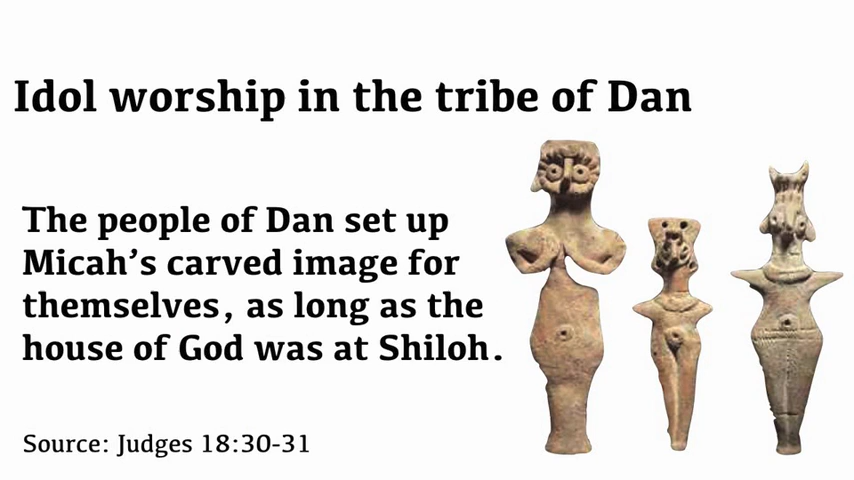 Idol worship in the tribe of Dan
The people of Dan set up
Micah’s carved image for
themselves, as long as the
house of God was at Shiloh.
Source: Judges 18:30-31